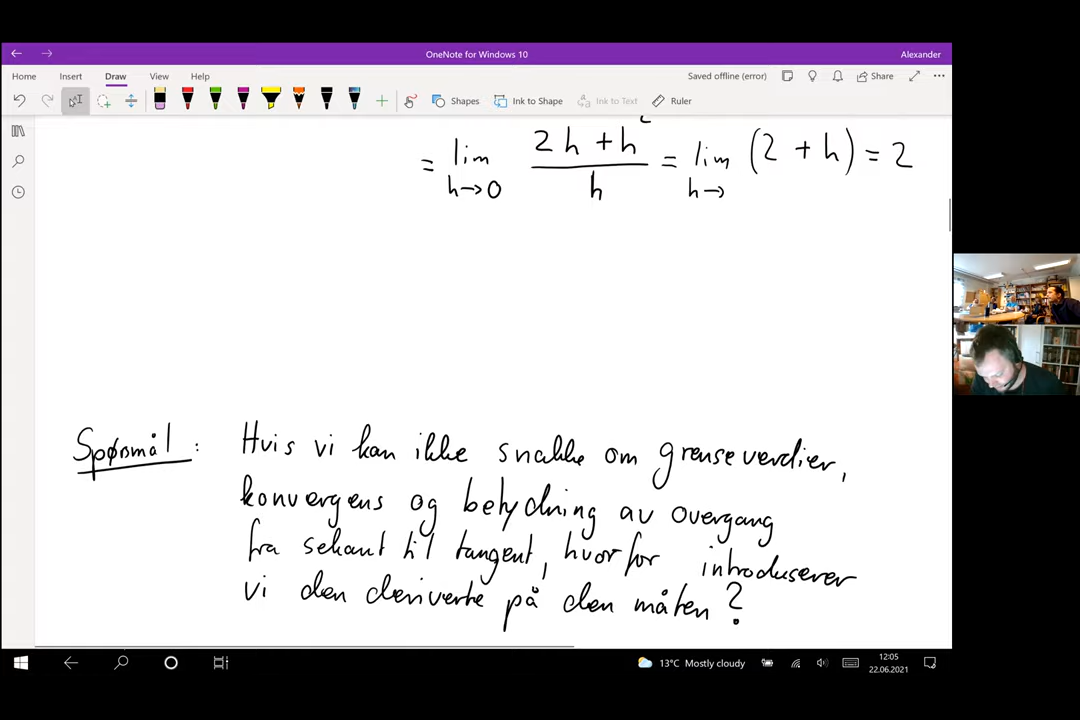 OneNote for Windows 10
Alexander
Home Insert Draw View Help
Saved offline (error)
Share
Shapes
Ink to Shape
Ink to Text
Ruler
= lim h→0 (2h + h²)/h = lim h→ (2 + h) = 2
Spørsmål : Hvis vi kan ikke snakke om grenseverdier,
konvergens og betydning av overgang
fra sekant til tangent, hvorfor introduserer
vi den deriverte på den måten ?
13°C Mostly cloudy
12:05
22.06.2021